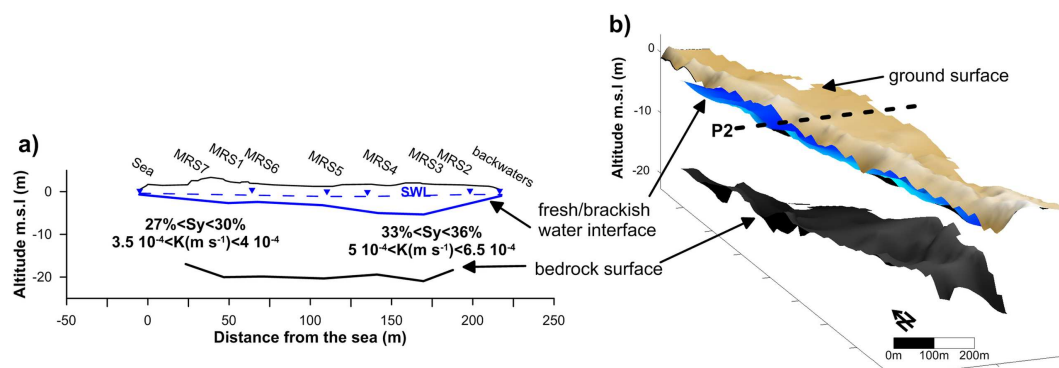 a)
Altitude m.s.l (m)
0
-10
-20
Sea
MRS7
MRS1
MRS6
MRS5
MRS4
MRS3
MRS2
backwaters
SWL
27%<Sy<30%
3.5 10⁻⁴<K(m s⁻¹)<4 10⁻⁴
33%<Sy<36%
5 10⁻⁴<K(m s⁻¹)<6.5 10⁻⁴
-50
0
50
100
150
200
250
Distance from the sea (m)
fresh/brackish
water interface
bedrock surface
b)
Altitude m.s.l (m)
0
-10
-20
ground surface
P2
N
0m
100m
200m